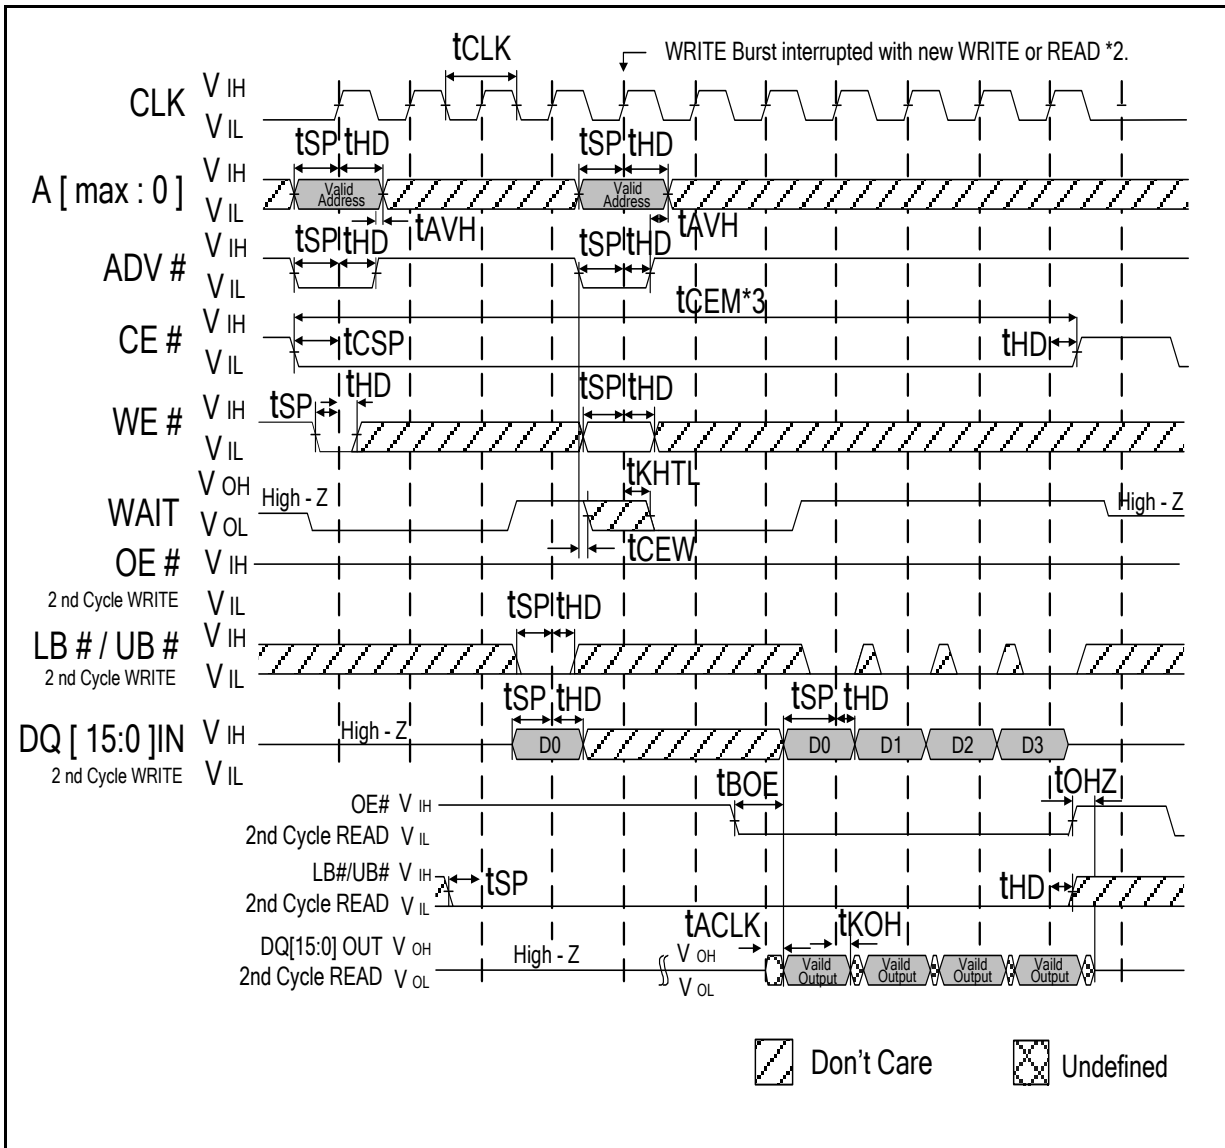 tCLK
WRITE Burst interrupted with new WRITE or READ *2.
CLK
V IH
V IL
tSP tHD
tSP tHD
A [ max : 0 ]
V IH
V IL
Valid Address
Valid Address
tAVH
tAVH
ADV #
V IH
V IL
tSP tHD
tSP tHD
tCEM*3
CE #
V IH
V IL
tCSP
tHD
WE #
V IH
V IL
tSP
tHD
tSP tHD
WAIT
V OH
V OL
High - Z
tKHTL
High - Z
tCEW
OE #
2 nd Cycle WRITE
V IH
V IL
tSP tHD
LB # / UB #
2 nd Cycle WRITE
V IH
V IL
tSP tHD
tSP tHD
DQ [ 15:0 ]IN
2 nd Cycle WRITE
V IH
V IL
High - Z
D0
D0
D1
D2
D3
tBOE
tOHZ
OE# V IH
2nd Cycle READ V IL
LB#/UB# V IH
2nd Cycle READ V IL
tSP
tHD
tACLK
tKOH
DQ[15:0] OUT V OH
2nd Cycle READ V OL
High - Z
V OH
V OL
Vaild Output
Vaild Output
Vaild Output
Vaild Output
Don't Care
Undefined